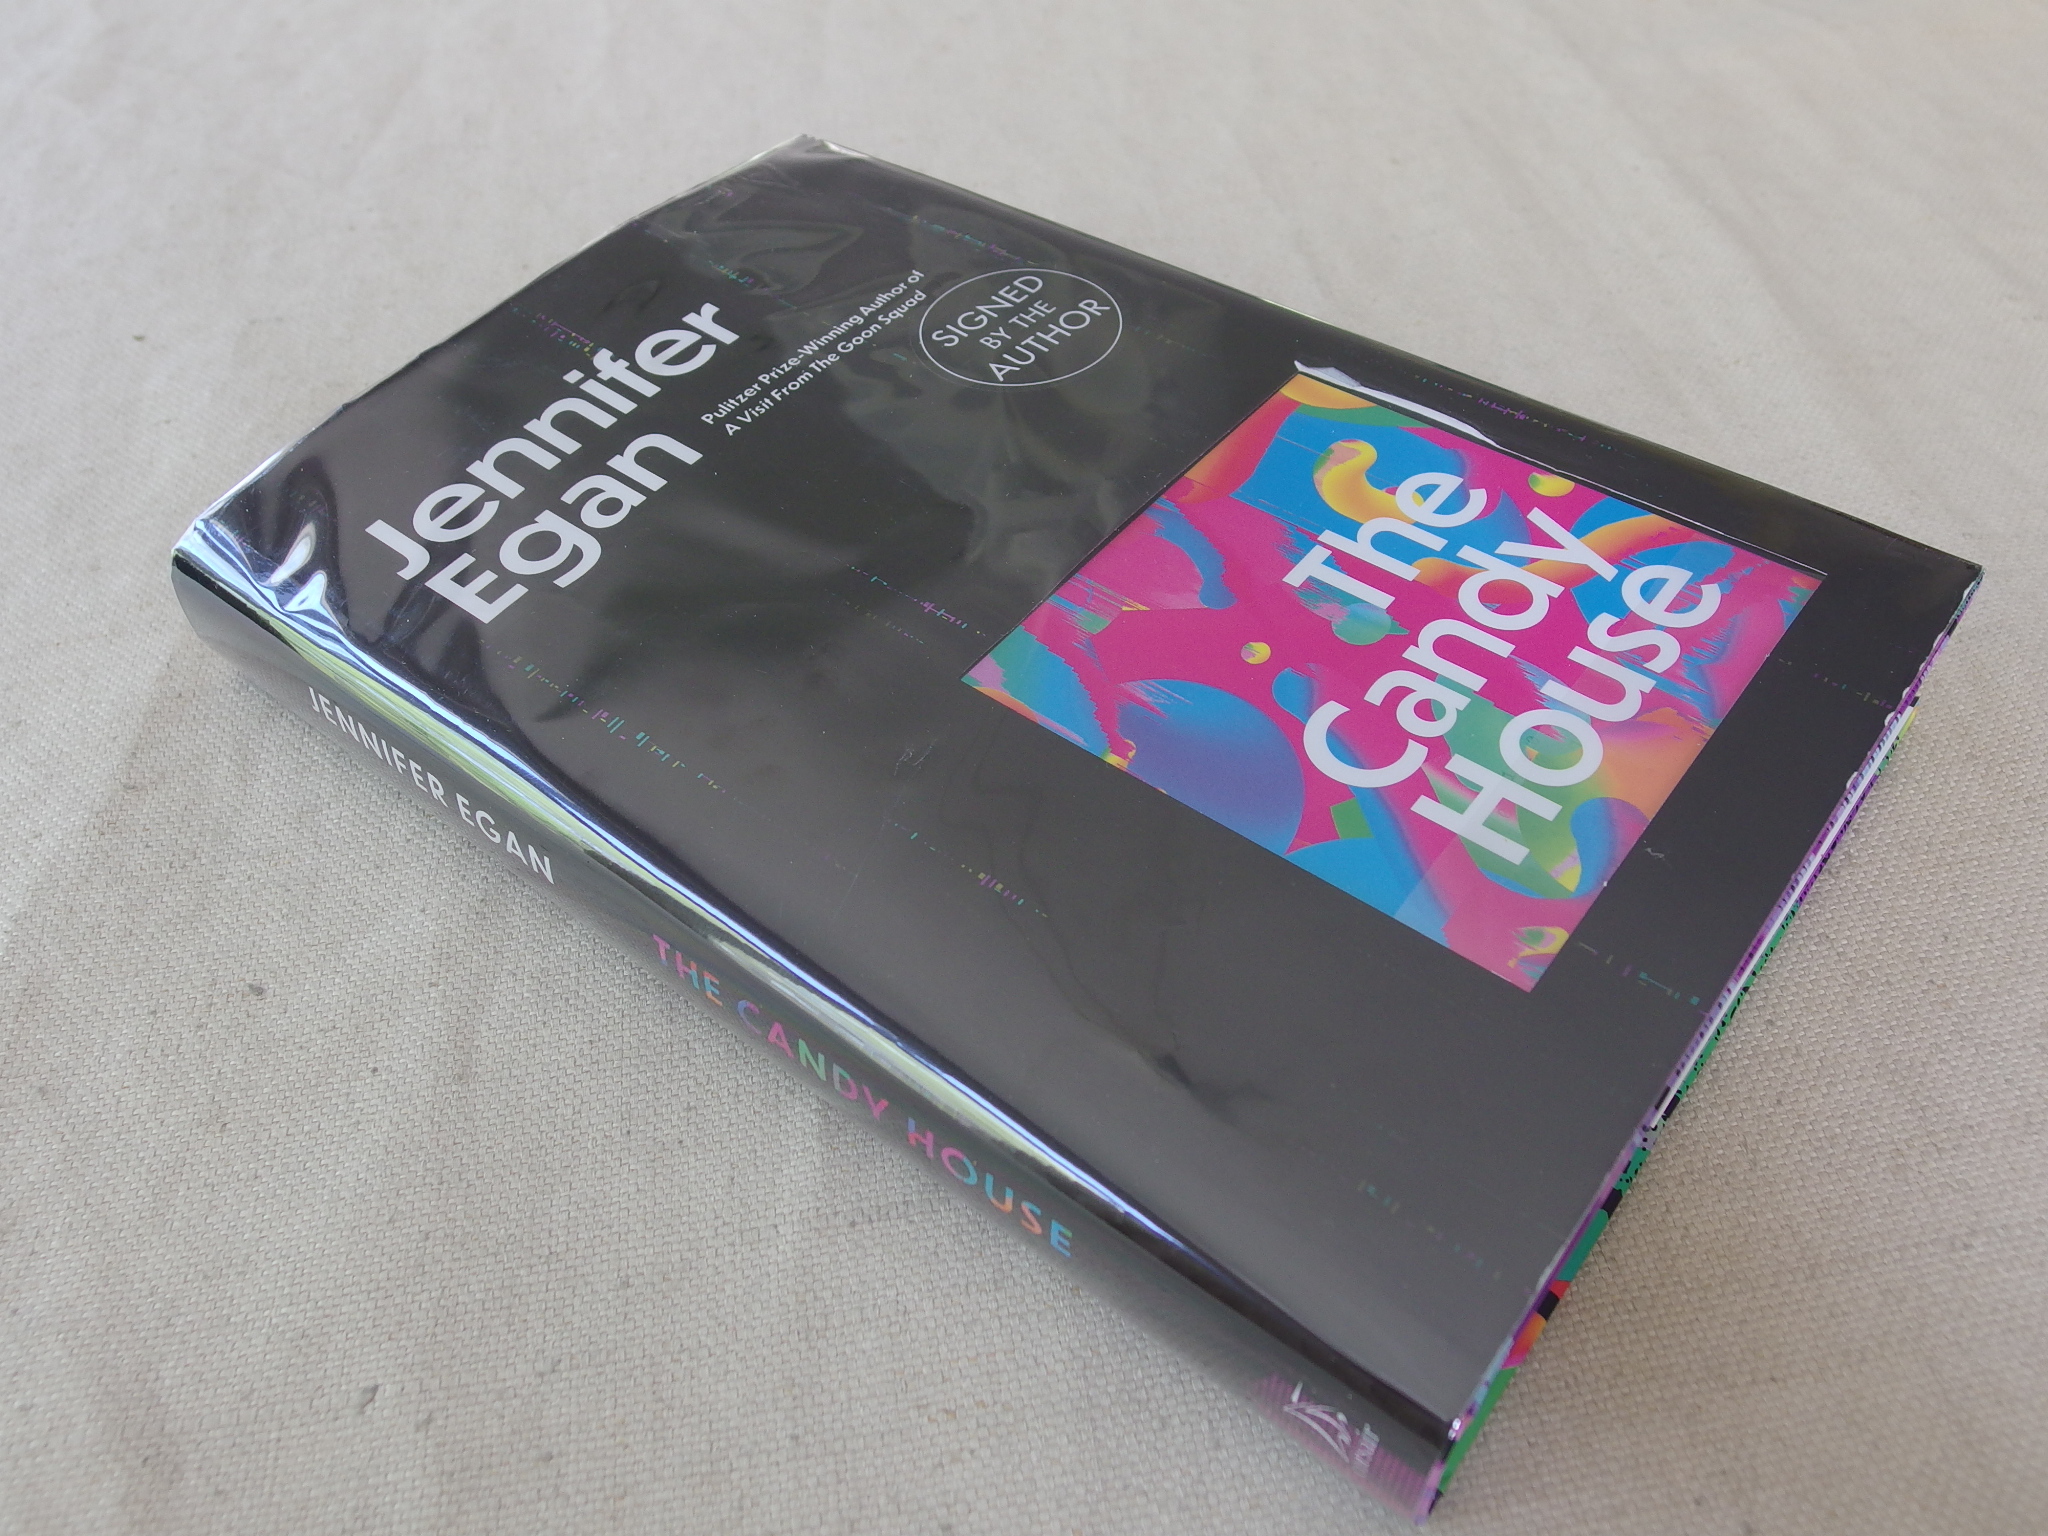 Jennifer
Egan
Pulitzer Prize-Winning Author of
A Visit From The Goon Squad
SIGNED
BY THE
AUTHOR
The
Candy
House
JENNIFER EGAN THE CANDY HOUSE